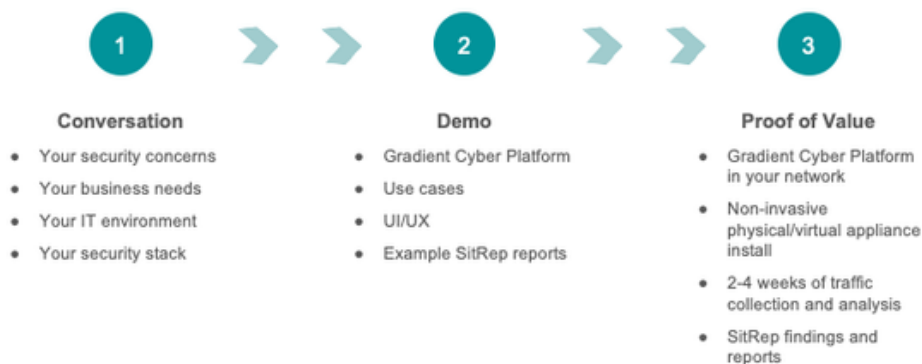 1
2
3
Conversation
● Your security concerns
● Your business needs
● Your IT environment
● Your security stack
Demo
● Gradient Cyber Platform
● Use cases
● UI/UX
● Example SitRep reports
Proof of Value
● Gradient Cyber Platform
in your network
● Non-invasive
physical/virtual appliance
install
● 2-4 weeks of traffic
collection and analysis
● SitRep findings and
reports